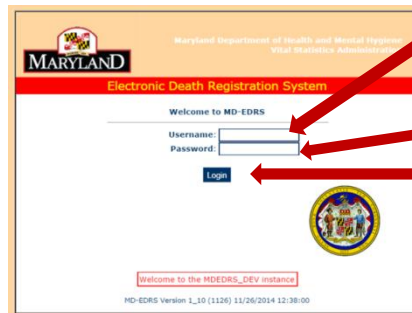 Maryland Department of Health and Mental Hygiene
Vital Statistics Administration
MARYLAND
Electronic Death Registration System
Welcome to MD-EDRS
Username:
Password:
Login
Welcome to the MDEDRS_DEV instance
MD-EDRS Version 1_10 (1126) 11/26/2014 12:38:00